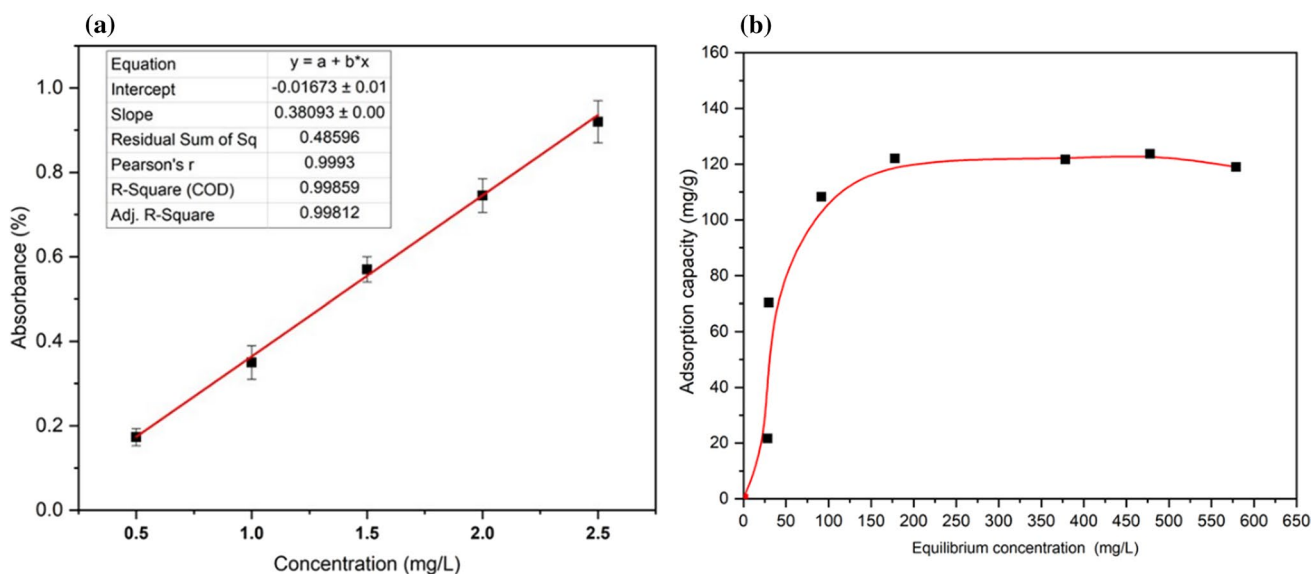 (a)
Equation y = a + b*x
Intercept -0.01673 ± 0.01
Slope 0.38093 ± 0.00
Residual Sum of Sq 0.48596
Pearson's r 0.9993
R-Square (COD) 0.99859
Adj. R-Square 0.99812
Absorbance (%)
1.0
0.8
0.6
0.4
0.2
0.0
0.5 1.0 1.5 2.0 2.5
Concentration (mg/L)
(b)
Adsorption capacity (mg/g)
160
140
120
100
80
60
40
20
0
0 50 100 150 200 250 300 350 400 450 500 550 600 650
Equilibrium concentration (mg/L)